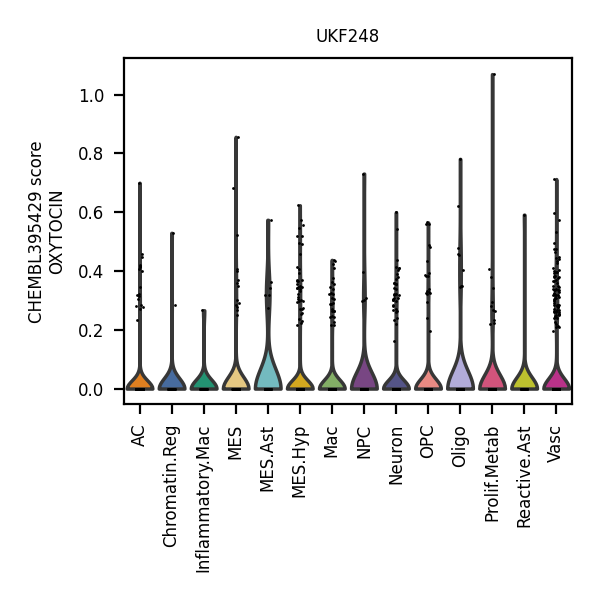 UKF248
CHEMBL395429 score
OXYTOCIN
1.0
0.8
0.6
0.4
0.2
0.0
AC
Chromatin.Reg
Inflammatory.Mac
MES
MES.Ast
MES.Hyp
Mac
NPC
Neuron
OPC
Oligo
Prolif.Metab
Reactive.Ast
Vasc